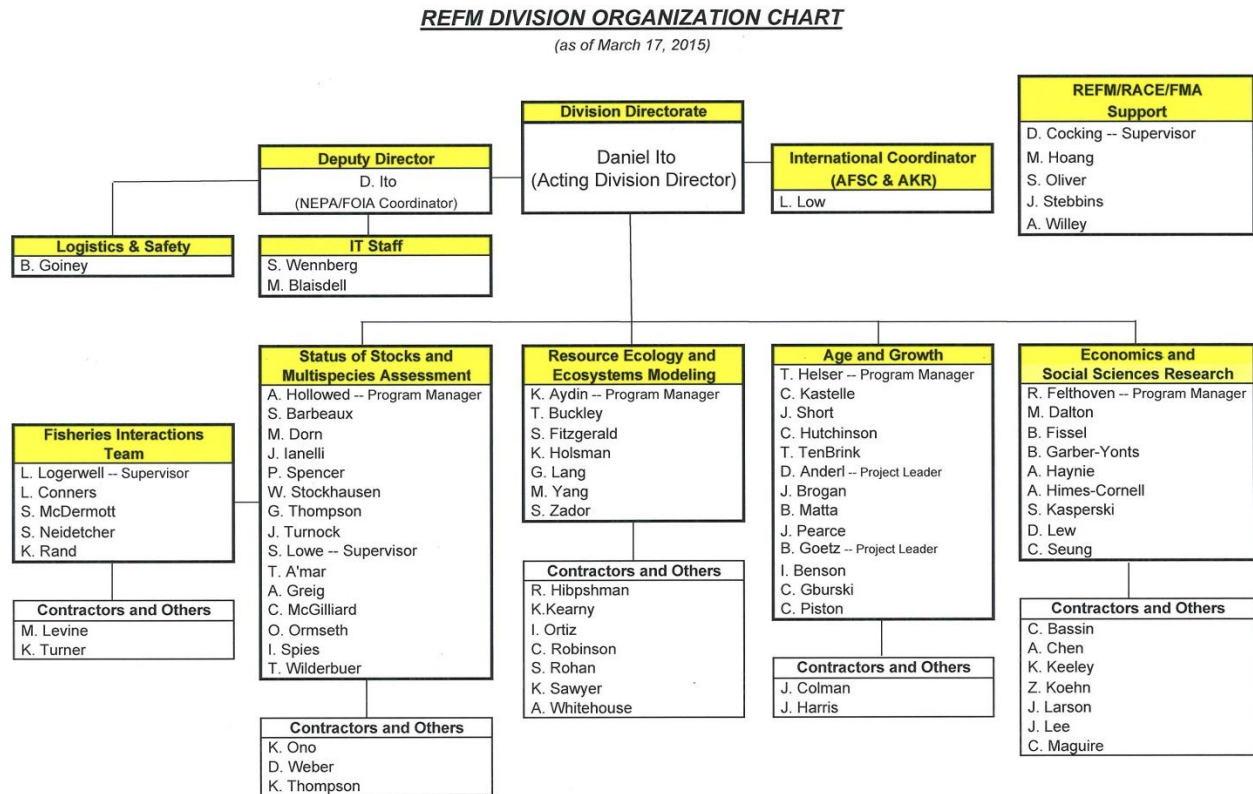 REFM DIVISION ORGANIZATION CHART
(as of March 17, 2015)
Division Directorate
Daniel Ito
(Acting Division Director)
Deputy Director
D. Ito
(NEPA/FOIA Coordinator)
International Coordinator
(AFSC & AKR)
L. Low
REFM/RACE/FMA
Support
D. Cocking -- Supervisor
M. Hoang
S. Oliver
J. Stebbins
A. Willey
Logistics & Safety
B. Goiney
IT Staff
S. Wennberg
M. Blaisdell
Fisheries Interactions
Team
L. Logerwell -- Supervisor
L. Conners
S. McDermott
S. Neidetcher
K. Rand
Contractors and Others
M. Levine
K. Turner
Status of Stocks and
Multispecies Assessment
A. Hollowed -- Program Manager
S. Barbeaux
M. Dorn
J. Ianelli
P. Spencer
W. Stockhausen
G. Thompson
J. Turnock
S. Lowe -- Supervisor
T. A'mar
A. Greig
C. McGilliard
O. Ormseth
I. Spies
T. Wilderbuer
Contractors and Others
K. Ono
D. Weber
K. Thompson
Resource Ecology and
Ecosystems Modeling
K. Aydin -- Program Manager
T. Buckley
S. Fitzgerald
K. Holsman
G. Lang
M. Yang
S. Zador
Contractors and Others
R. Hibpshman
K.Kearny
I. Ortiz
C. Robinson
S. Rohan
K. Sawyer
A. Whitehouse
Age and Growth
T. Helser -- Program Manager
C. Kastelle
J. Short
C. Hutchinson
T. TenBrink
D. Anderl -- Project Leader
J. Brogan
B. Matta
J. Pearce
B. Goetz -- Project Leader
I. Benson
C. Gburski
C. Piston
Contractors and Others
J. Colman
J. Harris
Economics and
Social Sciences Research
R. Felthoven -- Program Manager
M. Dalton
B. Fissel
B. Garber-Yonts
A. Haynie
A. Himes-Cornell
S. Kasperski
D. Lew
C. Seung
Contractors and Others
C. Bassin
A. Chen
K. Keeley
Z. Koehn
J. Larson
J. Lee
C. Maguire